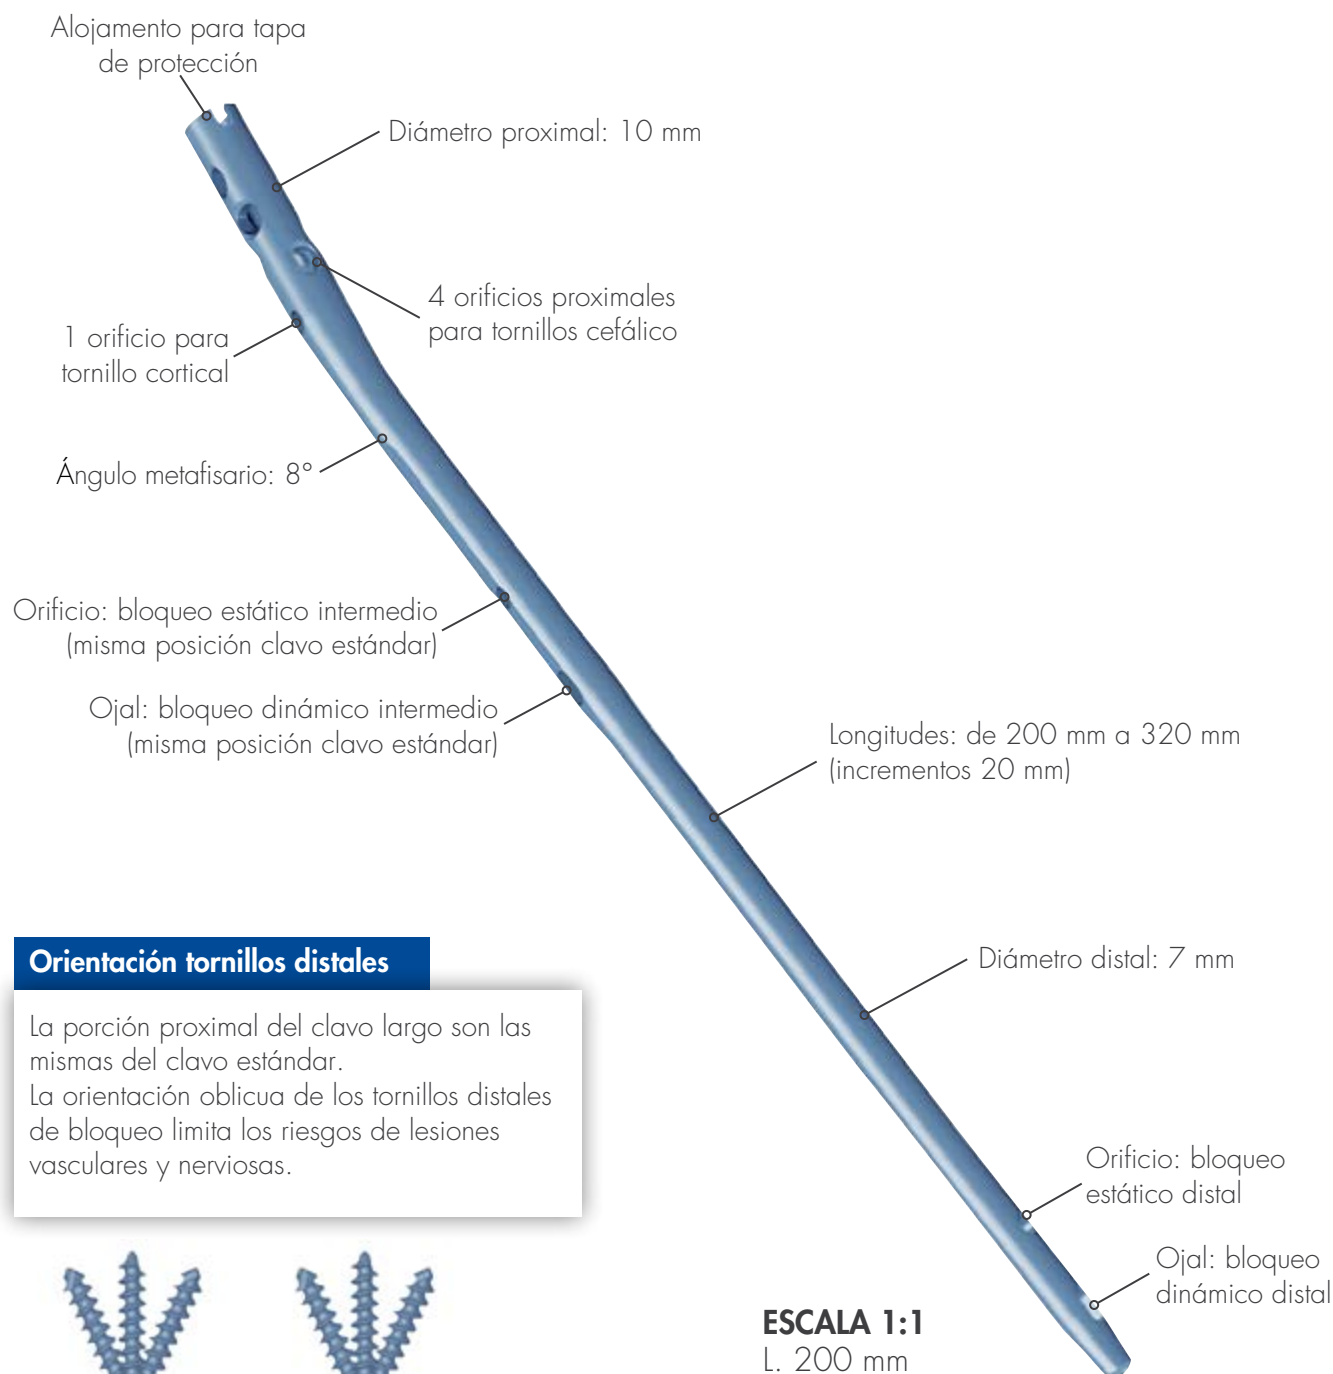 Alojamento para tapa
de protección
Diámetro proximal: 10 mm
4 orificios proximales
para tornillos cefálico
1 orificio para
tornillo cortical
Ángulo metafisario: 8°
Orificio: bloqueo estático intermedio
(misma posición clavo estándar)
Ojal: bloqueo dinámico intermedio
(misma posición clavo estándar)
Longitudes: de 200 mm a 320 mm
(incrementos 20 mm)
Diámetro distal: 7 mm
Orientación tornillos distales
La porción proximal del clavo largo son las
mismas del clavo estándar.
La orientación oblicua de los tornillos distales
de bloqueo limita los riesgos de lesiones
vasculares y nerviosas.
Orificio: bloqueo
estático distal
Ojal: bloqueo
dinámico distal
ESCALA 1:1
L. 200 mm